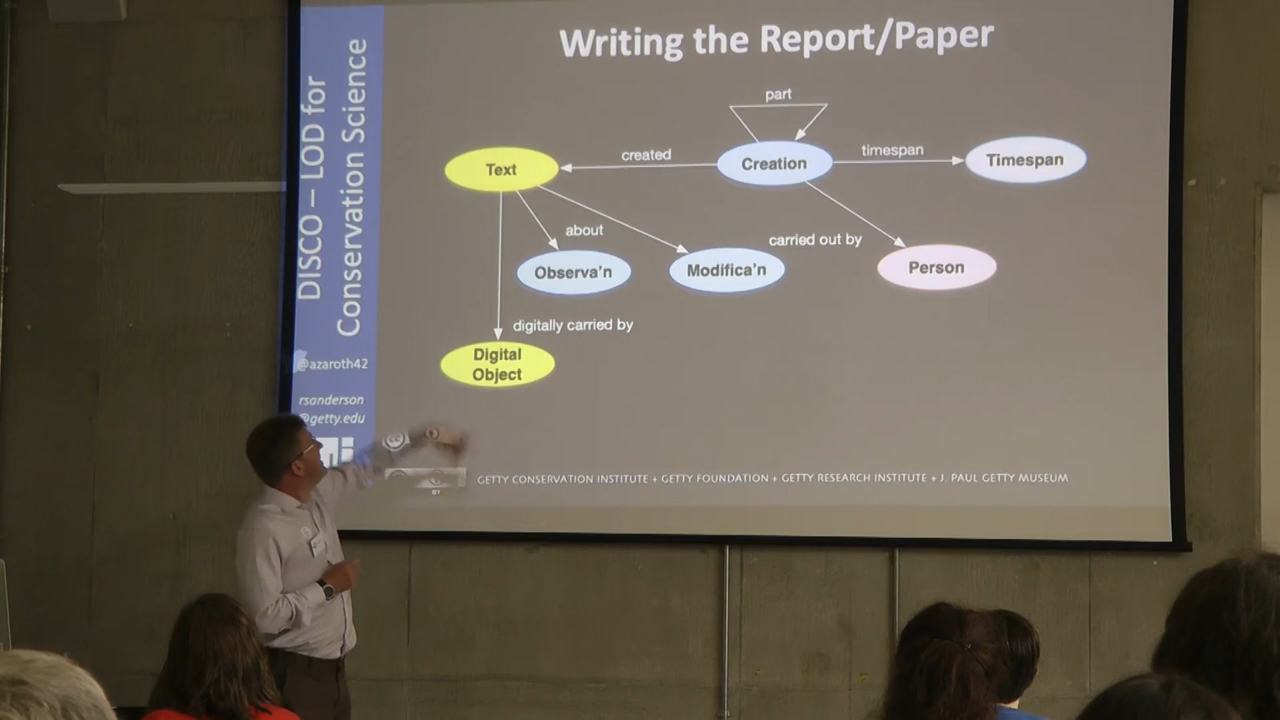 Writing the Report/Paper
DISCO – LOD for
Conservation Science
@azaroth42
rsanderson
@getty.edu
part
Text
created
Creation
timespan
Timespan
about
carried out by
Observa'n
Modifica'n
Person
digitally carried by
Digital
Object
GETTY CONSERVATION INSTITUTE + GETTY FOUNDATION + GETTY RESEARCH INSTITUTE + J. PAUL GETTY MUSEUM